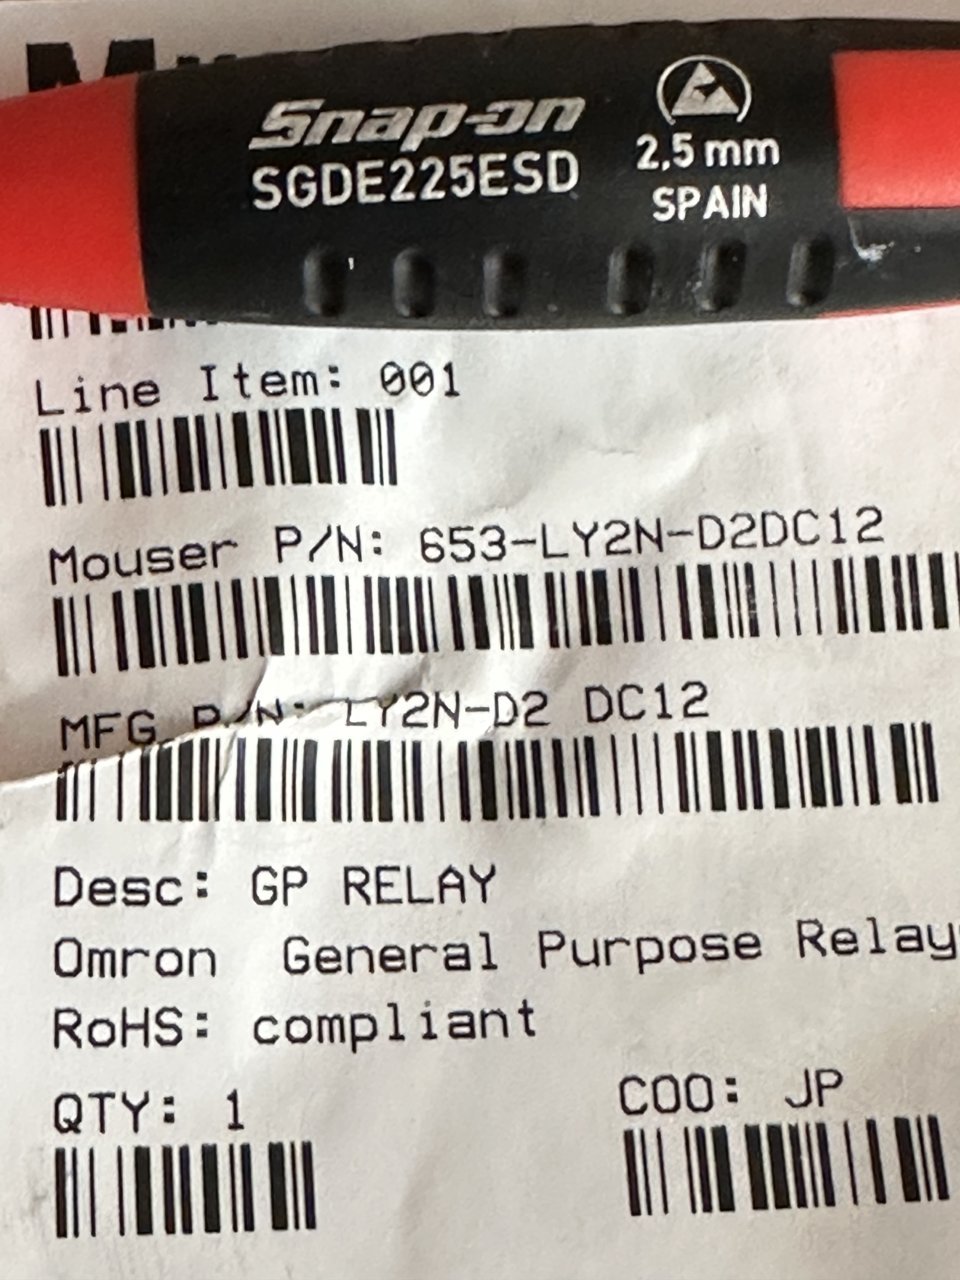 Snap-on
SGDE225ESD
2,5 mm
SPAIN
Line Item: 001
Mouser P/N: 653-LY2N-D2DC12
MFG P/N: LY2N-D2 DC12
Desc: GP RELAY
Omron General Purpose Relay
RoHS: compliant
QTY: 1
COO: JP